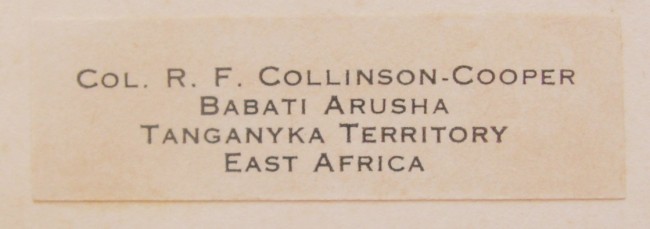 COL. R. F. COLLINSON-COOPER
BABATI ARUSHA
TANGANYKA TERRITORY
EAST AFRICA